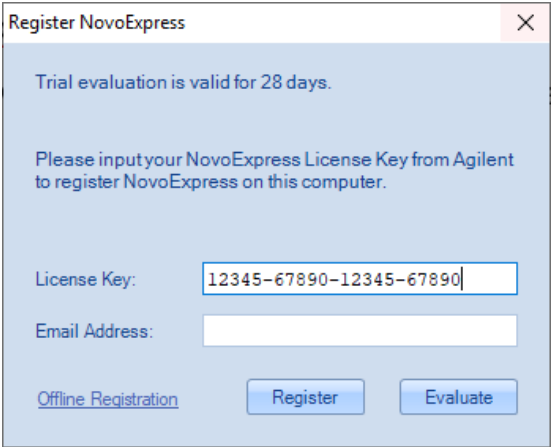 Register NovoExpress
Trial evaluation is valid for 28 days.
Please input your NovoExpress License Key from Agilent
to register NovoExpress on this computer.
License Key: 12345-67890-12345-67890
Email Address:
Offline Registration Register Evaluate